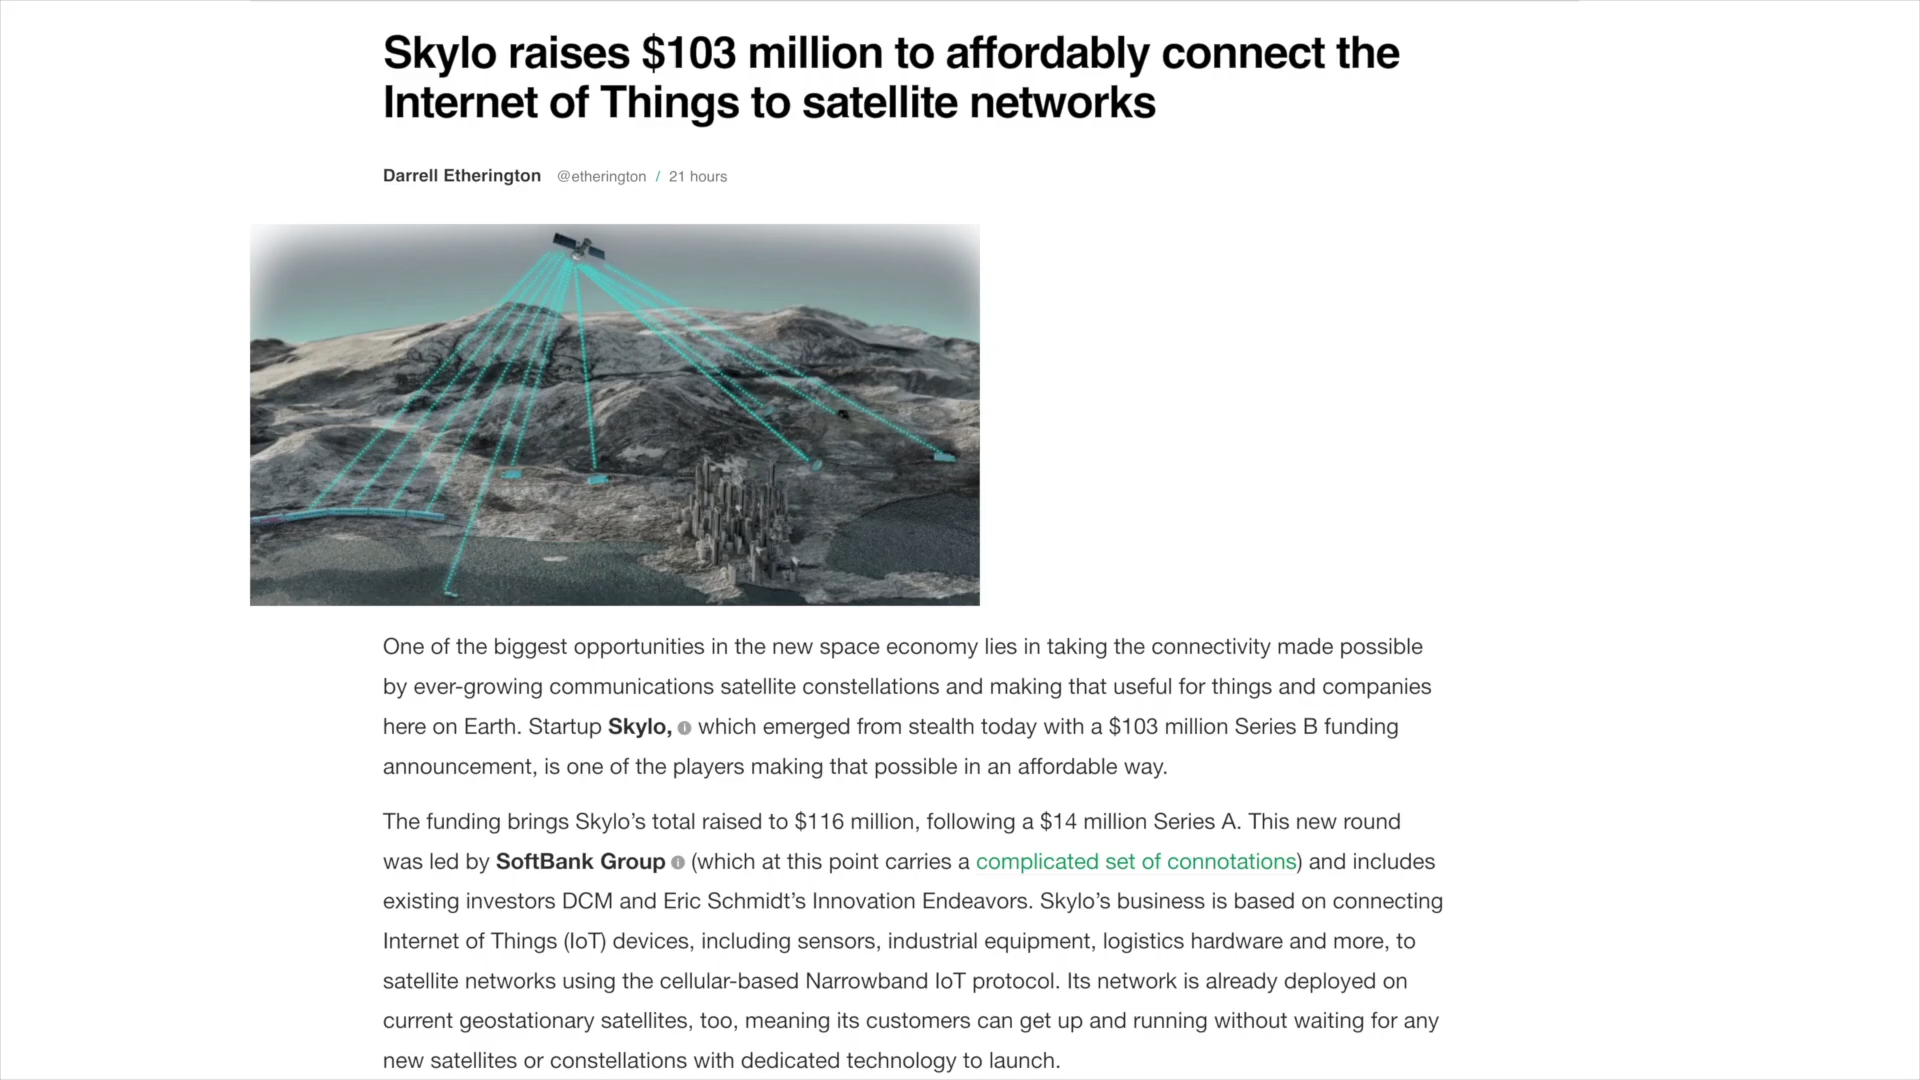 Skylo raises $103 million to affordably connect the
Internet of Things to satellite networks
Darrell Etherington @etherington / 21 hours
One of the biggest opportunities in the new space economy lies in taking the connectivity made possible
by ever-growing communications satellite constellations and making that useful for things and companies
here on Earth. Startup Skylo, which emerged from stealth today with a $103 million Series B funding
announcement, is one of the players making that possible in an affordable way.
The funding brings Skylo’s total raised to $116 million, following a $14 million Series A. This new round
was led by SoftBank Group (which at this point carries a complicated set of connotations) and includes
existing investors DCM and Eric Schmidt’s Innovation Endeavors. Skylo’s business is based on connecting
Internet of Things (IoT) devices, including sensors, industrial equipment, logistics hardware and more, to
satellite networks using the cellular-based Narrowband IoT protocol. Its network is already deployed on
current geostationary satellites, too, meaning its customers can get up and running without waiting for any
new satellites or constellations with dedicated technology to launch.